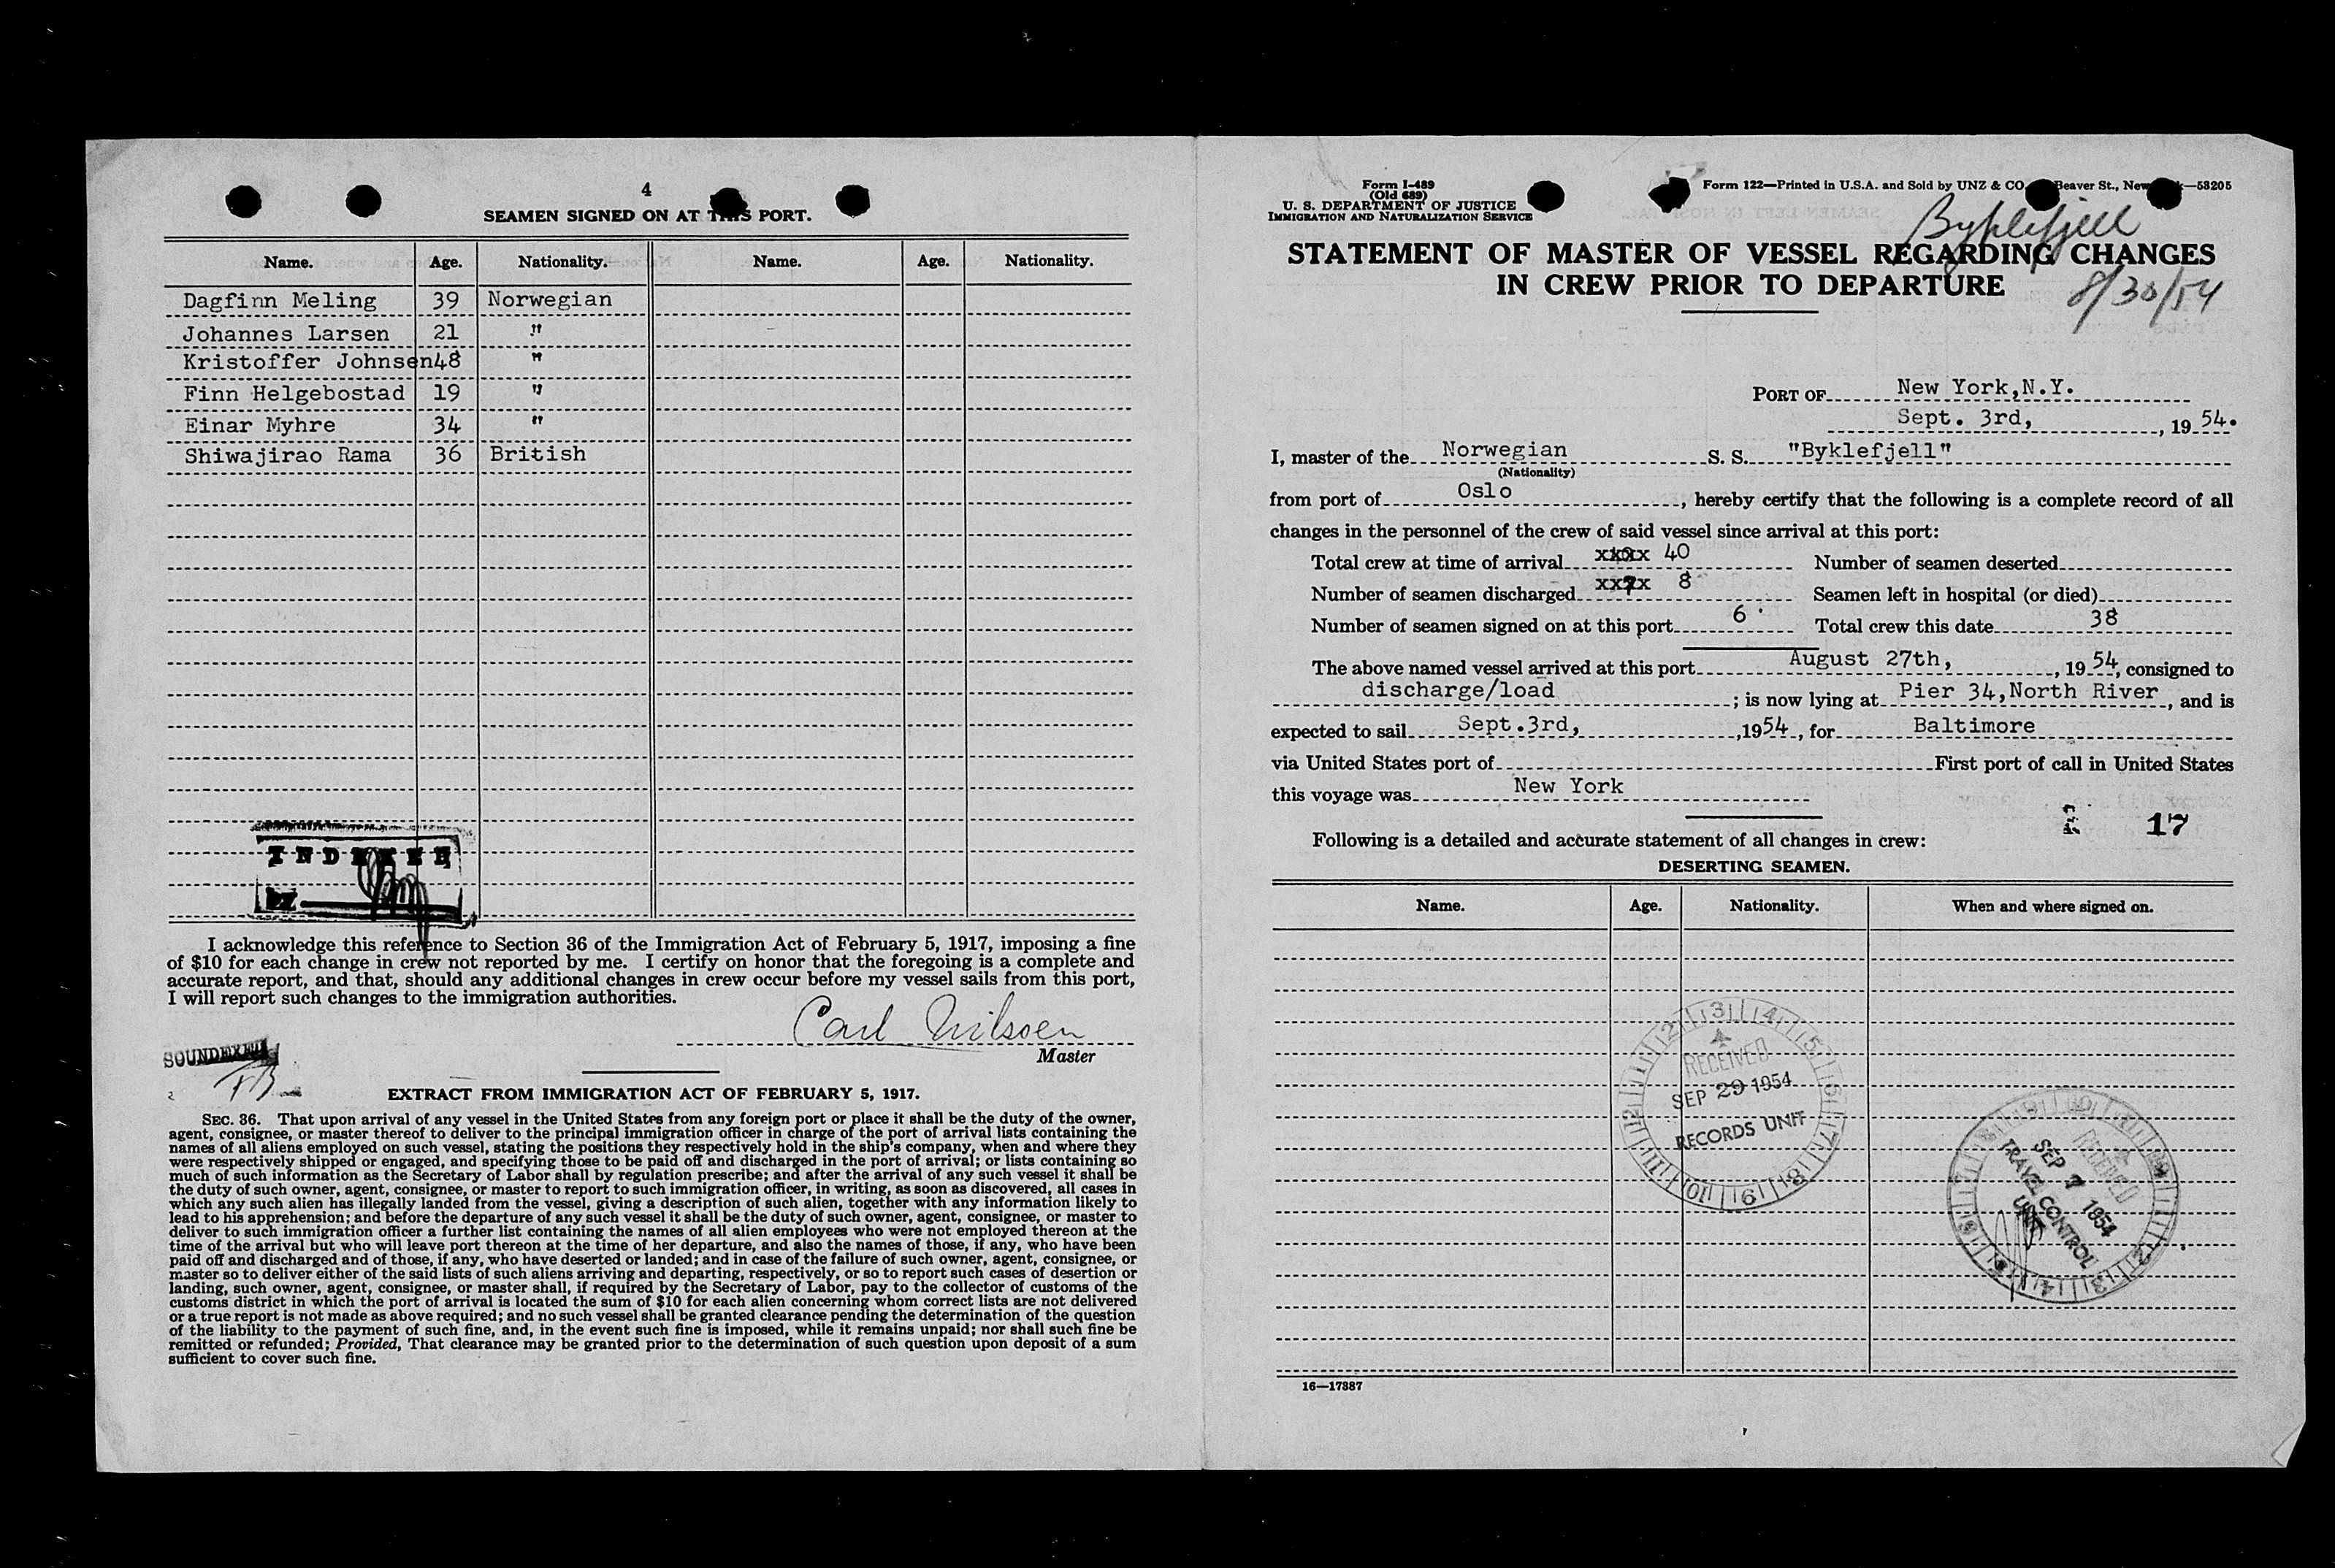 4
SEAMEN SIGNED ON AT THIS PORT.
Name. Age. Nationality. Name. Age. Nationality.
Dagfinn Meling 39 Norwegian
Johannes Larsen 21 "
Kristoffer Johnsen 48 "
Finn Helgebostad 19 "
Einar Myhre 34 "
Shiwajirao Rama 36 British
INDEXED
I acknowledge this reference to Section 36 of the Immigration Act of February 5, 1917, imposing a fine
of $10 for each change in crew not reported by me. I certify on honor that the foregoing is a complete and
accurate report, and that, should any additional changes in crew occur before my vessel sails from this port,
I will report such changes to the immigration authorities.
Carl Nilsoen
Master
SOUNDEXED
EXTRACT FROM IMMIGRATION ACT OF FEBRUARY 5, 1917.
SEC. 36. That upon arrival of any vessel in the United States from any foreign port or place it shall be the duty of the owner,
agent, consignee, or master thereof to deliver to the principal immigration officer in charge of the port of arrival lists containing the
names of all aliens employed on such vessel, stating the positions they respectively hold in the ship's company, when and where they
were respectively shipped or engaged, and specifying those to be paid off and discharged in the port of arrival; or lists containing so
much of such information as the Secretary of Labor shall by regulation prescribe; and after the arrival of any such vessel it shall be
the duty of such owner, agent, consignee, or master to report to such immigration officer, in writing, as soon as discovered, all cases in
which any such alien has illegally landed from the vessel, giving a description of such alien, together with any information likely to
lead to his apprehension; and before the departure of any such vessel it shall be the duty of such owner, agent, consignee, or master to
deliver to such immigration officer a further list containing the names of all alien employees who were not employed thereon at the
time of the arrival but who will leave port thereon at the time of her departure, and also the names of those, if any, who have been
paid off and discharged and of those, if any, who have deserted or landed; and in case of the failure of such owner, agent, consignee, or
master so to deliver either of the said lists of such aliens arriving and departing, respectively, or so to report such cases of desertion or
landing, such owner, agent, consignee, or master shall, if required by the Secretary of Labor, pay to the collector of customs of the
customs district in which the port of arrival is located the sum of $10 for each alien concerning whom correct lists are not delivered
or a true report is not made as above required; and no such vessel shall be granted clearance pending the determination of the question
of the liability to the payment of such fine, and, in the event such fine is imposed, while it remains unpaid; nor shall such fine be
remitted or refunded; Provided, That clearance may be granted prior to the determination of such question upon deposit of a sum
sufficient to cover such fine.
Form I-489
(Old 689)
U. S. DEPARTMENT OF JUSTICE
IMMIGRATION AND NATURALIZATION SERVICE
Form 122—Printed in U.S.A. and Sold by UNZ & CO. Beaver St., New —53205
Byklefjell
STATEMENT OF MASTER OF VESSEL REGARDING CHANGES
IN CREW PRIOR TO DEPARTURE
8/30/54
PORT OF New York,N.Y.
Sept. 3rd, , 19 54.
I, master of the Norwegian S. S. "Byklefjell"
(Nationality)
from port of Oslo , hereby certify that the following is a complete record of all
changes in the personnel of the crew of said vessel since arrival at this port:
Total crew at time of arrival 40 Number of seamen deserted
Number of seamen discharged 8 Seamen left in hospital (or died)
Number of seamen signed on at this port 6 Total crew this date 38
The above named vessel arrived at this port August 27th, , 19 54, consigned to
discharge/load ; is now lying at Pier 34,North River , and is
expected to sail Sept.3rd, ,1954 , for Baltimore
via United States port of First port of call in United States
this voyage was New York
17
Following is a detailed and accurate statement of all changes in crew:
DESERTING SEAMEN.
Name. Age. Nationality. When and where signed on.
RECEIVED
SEP 29 1954
RECORDS UNIT
RECEIVED
SEP 7 1954
TRAVEL CONTROL
UNIT
16—17387